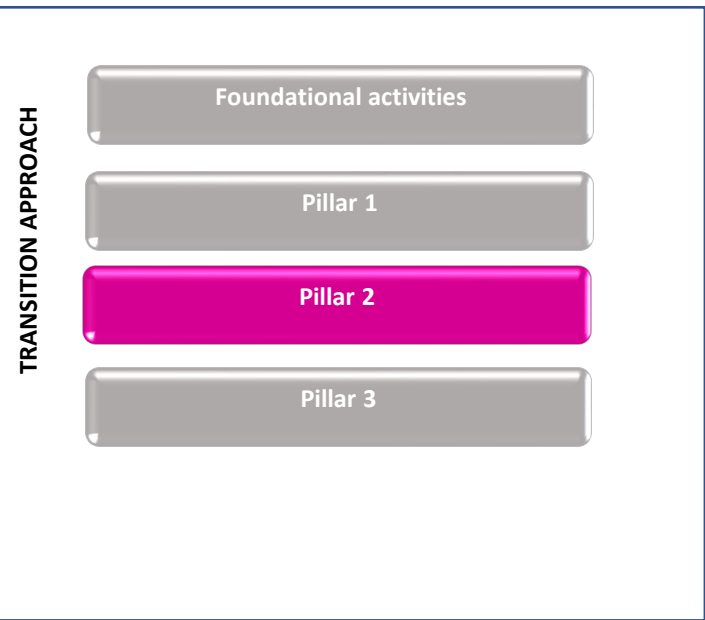 TRANSITION APPROACH
Foundational activities
Pillar 1
Pillar 2
Pillar 3